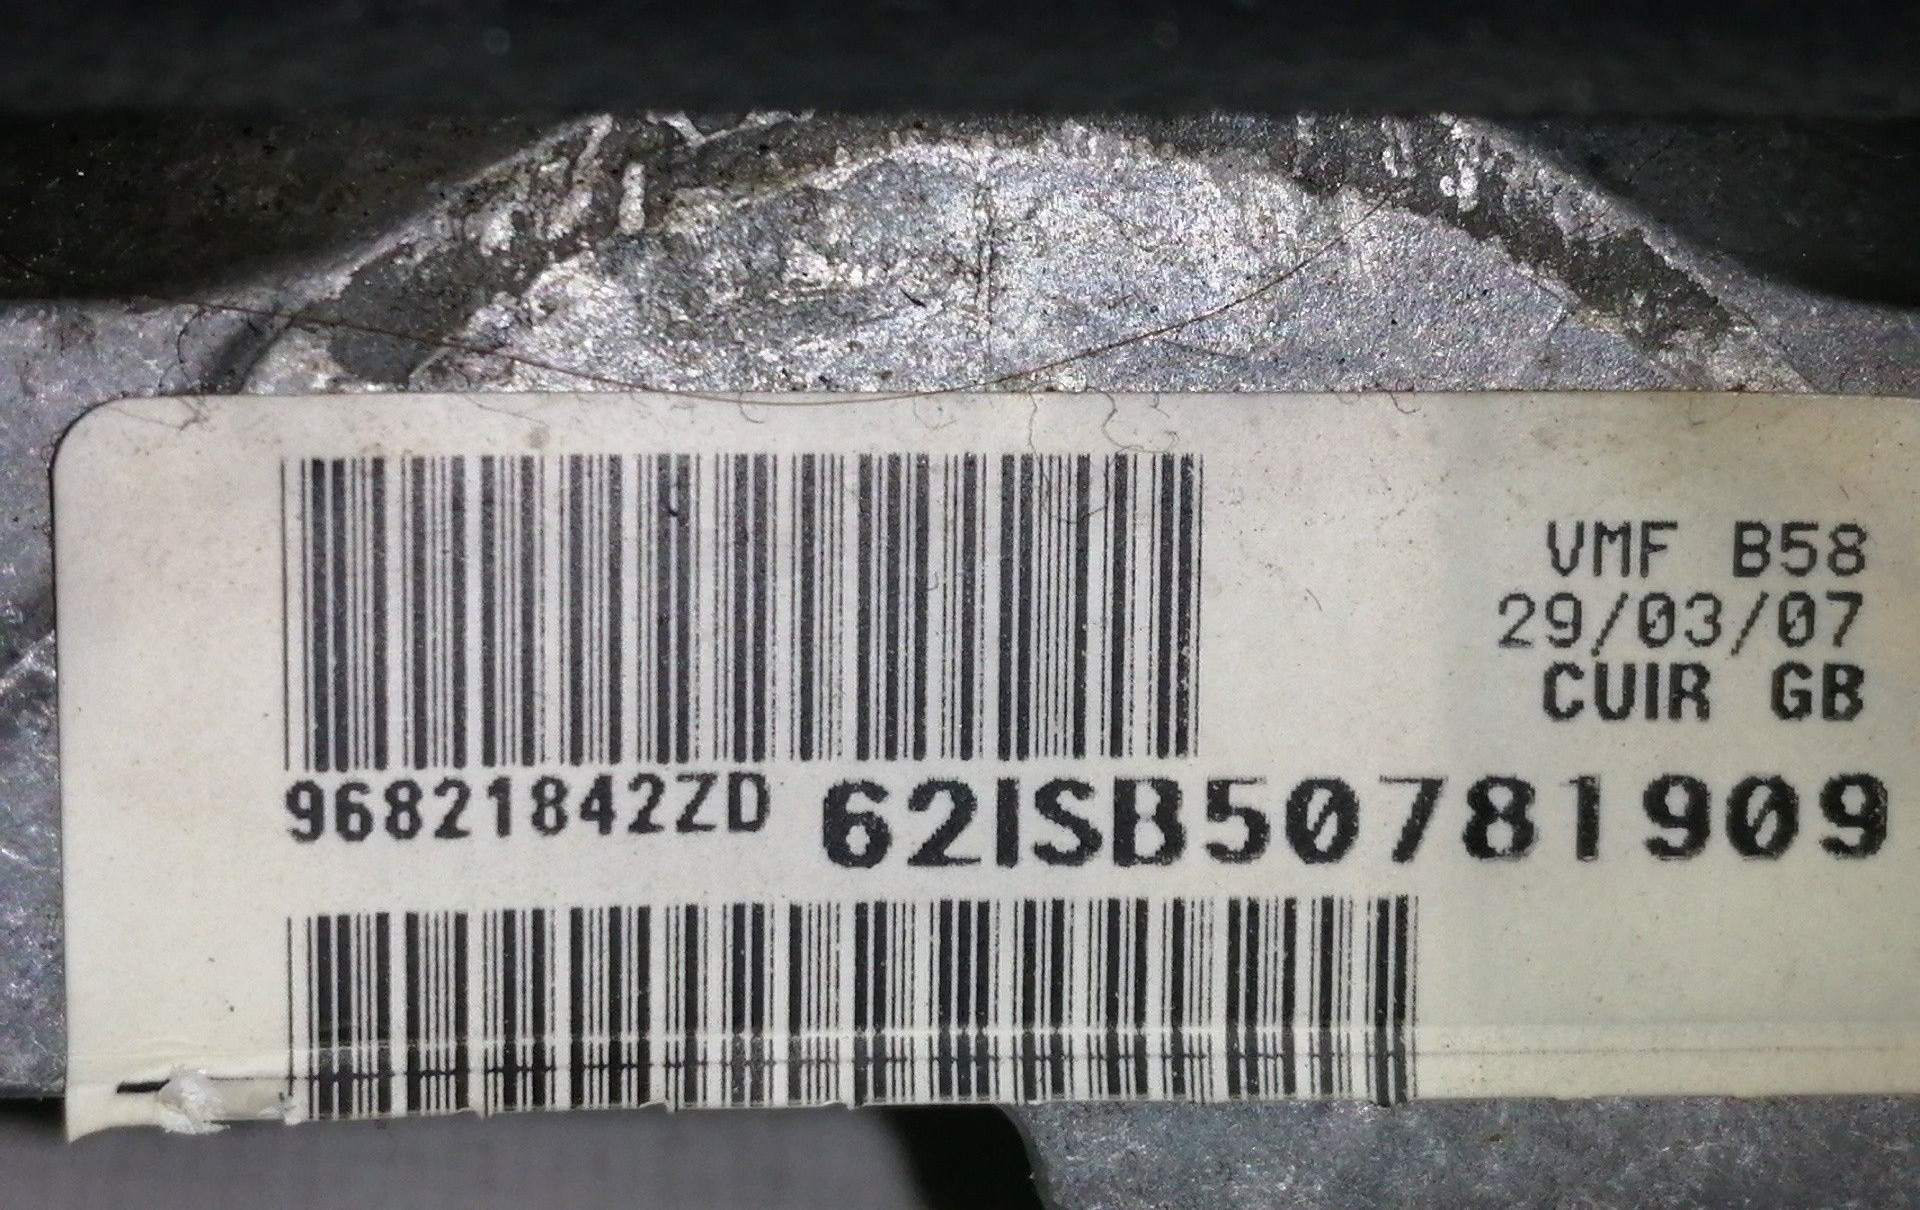 VMF B58
29/03/07
CUIR GB
96821842ZD 62ISB50781909